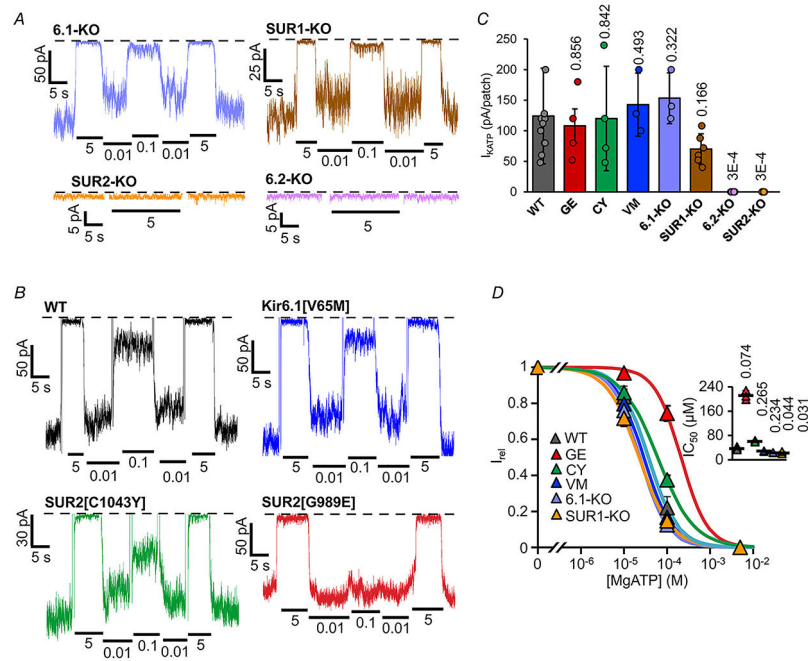 A
6.1-KO
50 pA
5 s
5
0.01
0.1
0.01
5
SUR1-KO
25 pA
5 s
5
0.01
0.1
0.01
5
SUR2-KO
5 pA
5 s
5
6.2-KO
5 pA
5 s
5
B
WT
50 pA
5 s
5
0.01
0.1
0.01
5
Kir6.1[V65M]
50 pA
5 s
5
0.01
0.1
0.01
5
SUR2[C1043Y]
30 pA
5 s
5
0.01
0.1
0.01
5
SUR2[G989E]
50 pA
5 s
5
0.01
0.1
0.01
5
C
IKATP (pA/patch)
250
200
150
100
50
0
0.856
0.842
0.493
0.322
0.166
3E-4
3E-4
WT
GE
CY
VM
6.1-KO
SUR1-KO
6.2-KO
SUR2-KO
D
Irel
1
0.8
0.6
0.4
0.2
0
WT
GE
CY
VM
6.1-KO
SUR1-KO
0
10-6
10-5
10-4
10-3
10-2
[MgATP] (M)
IC50 (µM)
240
160
80
0
0.074
0.265
0.234
0.044
0.031